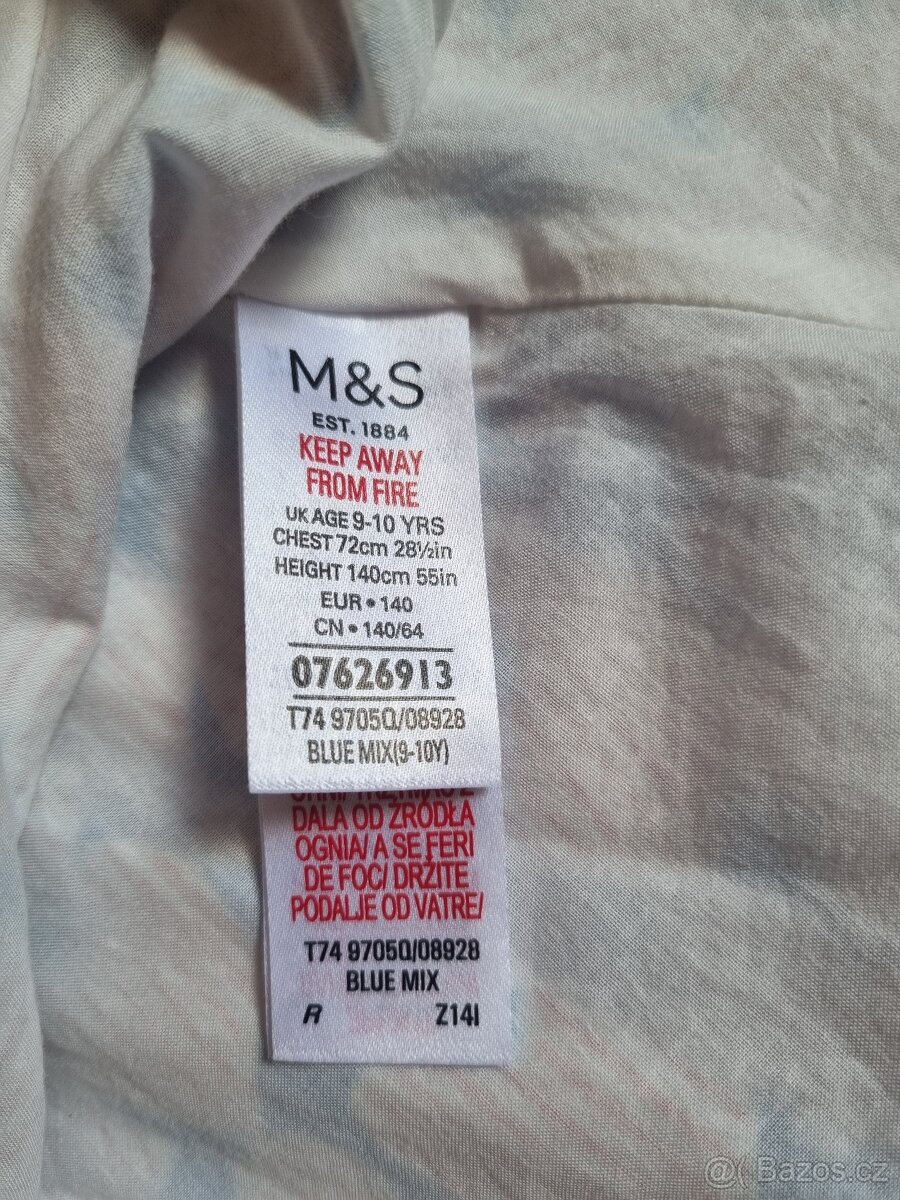 M&S
EST. 1884
KEEP AWAY
FROM FIRE
UK AGE 9-10 YRS
CHEST 72cm 28½in
HEIGHT 140cm 55in
EUR • 140
CN • 140/64
07626913
T74 9705Q/08928
BLUE MIX(9-10Y)
DALA OD ŹRÓDŁA
OGNIA/ A SE FERI
DE FOC/ DRŽITE
PODALJE OD VATRE/
T74 9705Q/08928
BLUE MIX
R Z14I
@ Bazos.cz